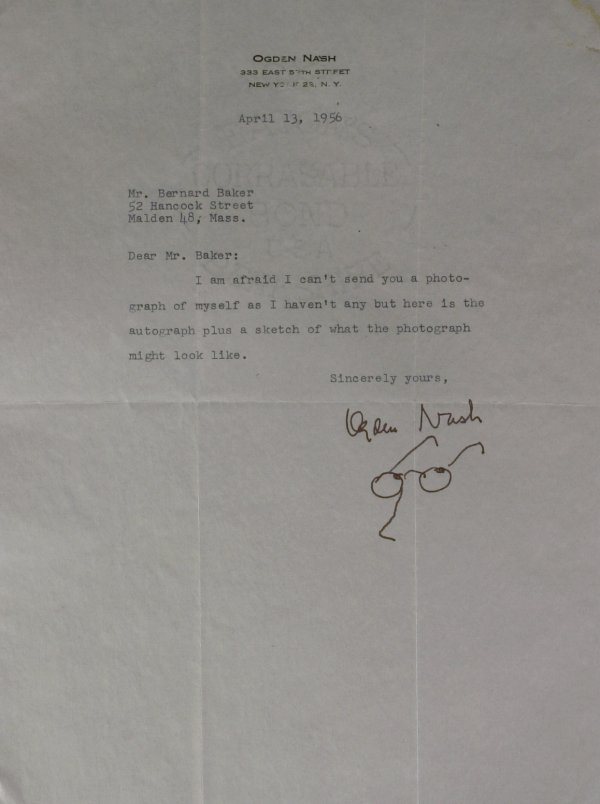 OGDEN NASH
333 EAST 57TH STREET
NEW YORK 22, N. Y.
April 13, 1956
Mr. Bernard Baker
52 Hancock Street
Malden 48, Mass.
Dear Mr. Baker:
I am afraid I can't send you a photo-
graph of myself as I haven't any but here is the
autograph plus a sketch of what the photograph
might look like.
Sincerely yours,
Ogden Nash